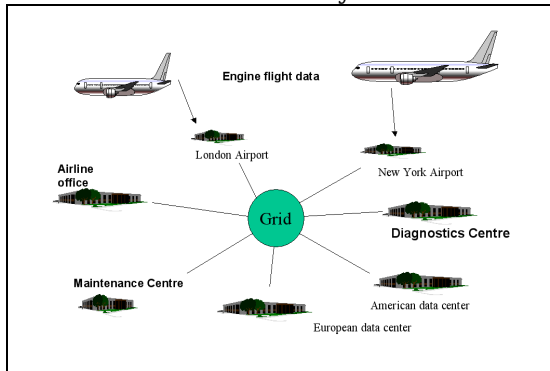 Engine flight data
London Airport
New York Airport
Airline
office
Grid
Diagnostics Centre
Maintenance Centre
American data center
European data center